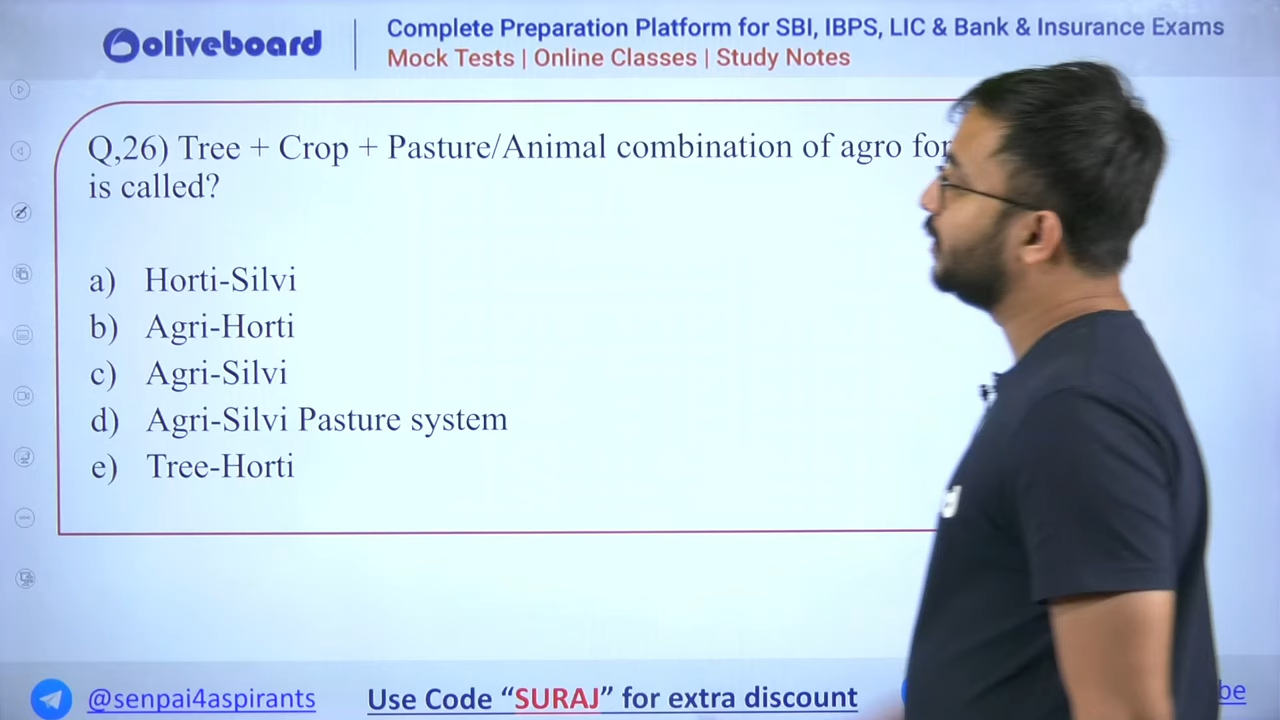 oliveboard
Complete Preparation Platform for SBI, IBPS, LIC & Bank & Insurance Exams
Mock Tests | Online Classes | Study Notes
Q,26) Tree + Crop + Pasture/Animal combination of agro
is called?
a) Horti-Silvi
b) Agri-Horti
c) Agri-Silvi
d) Agri-Silvi Pasture system
e) Tree-Horti
@senpai4aspirants
Use Code “SURAJ” for extra discount